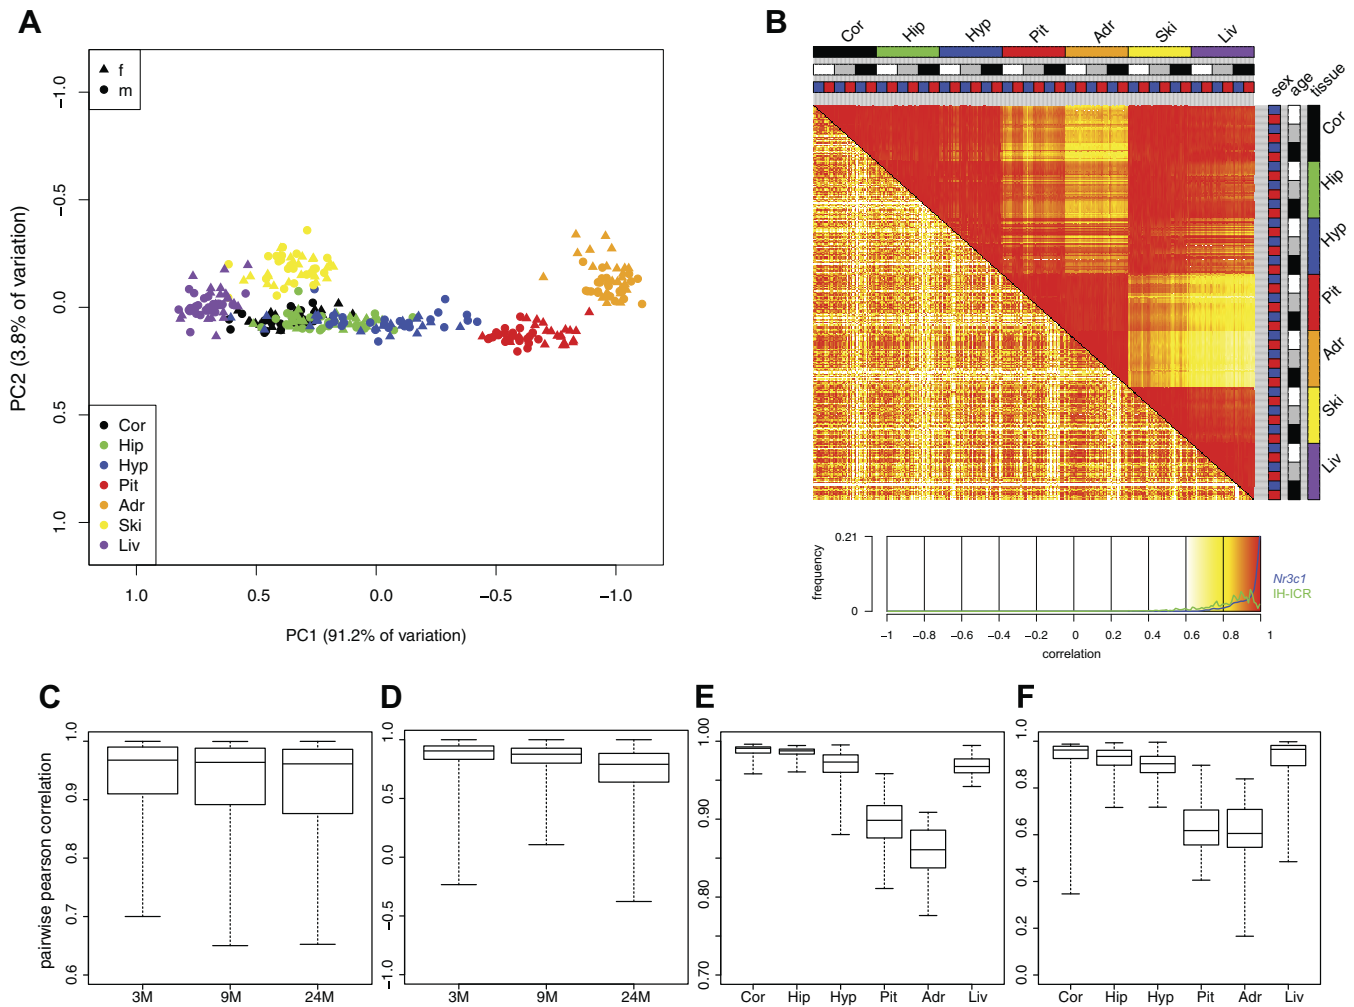 A
f
m
−1.0
−0.5
0.0
0.5
1.0
PC2 (3.8% of variation)
Cor
Hip
Hyp
Pit
Adr
Ski
Liv
1.0 0.5 0.0 −0.5 −1.0
PC1 (91.2% of variation)
B
Cor Hip Hyp Pit Adr Ski Liv
sex age tissue
Cor
Hip
Hyp
Pit
Adr
Ski
Liv
0.21
frequency
0
Nr3c1
IH-ICR
−1 −0.8 −0.6 −0.4 −0.2 0 0.2 0.4 0.6 0.8 1
correlation
C
pairwise pearson correlation
1.0
0.9
0.8
0.7
0.6
3M 9M 24M
D
1.0
0.5
0.0
−0.5
−1.0
3M 9M 24M
E
1.00
0.90
0.80
0.70
Cor Hip Hyp Pit Adr Liv
F
1.0
0.8
0.6
0.4
0.2
0.0
Cor Hip Hyp Pit Adr Liv